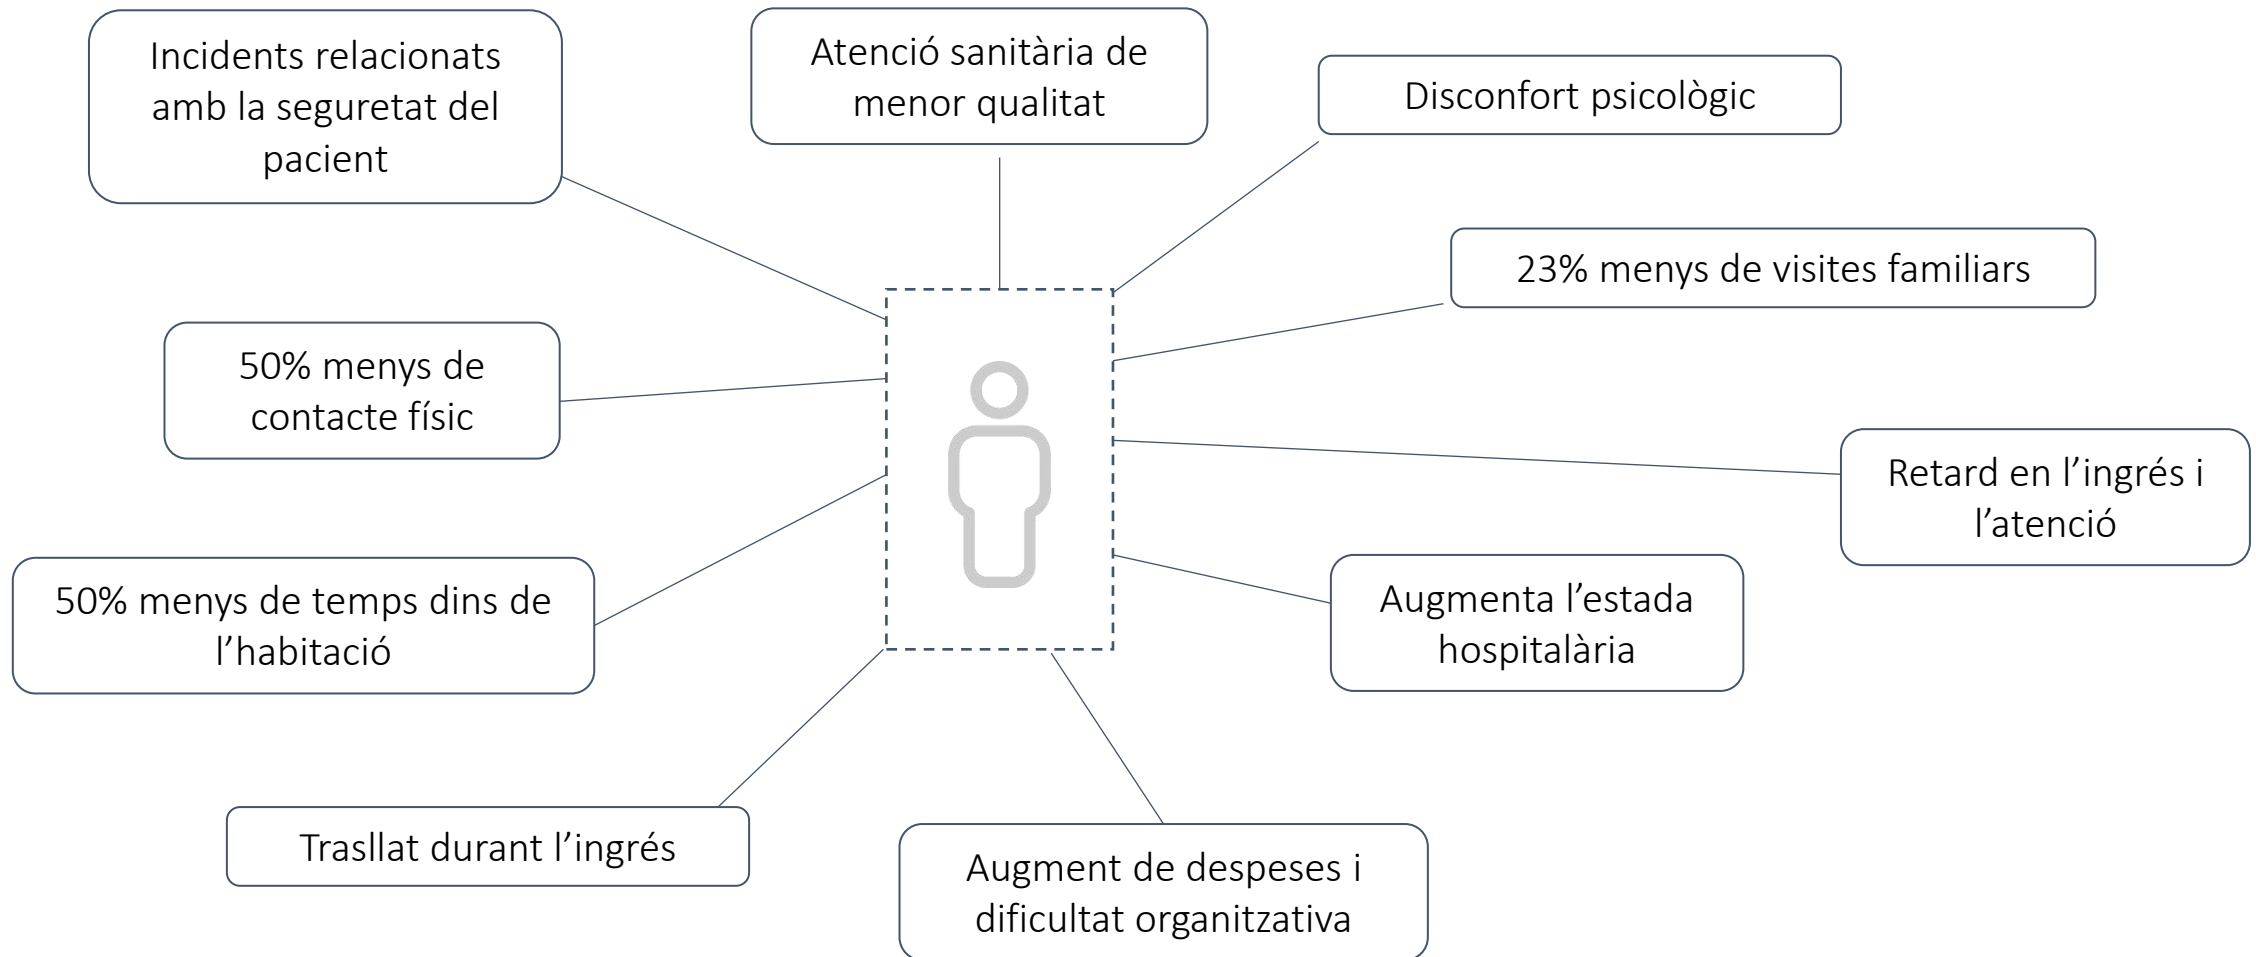 Incidents relacionats
amb la seguretat del
pacient
Atenció sanitària de
menor qualitat
Disconfort psicològic
23% menys de visites familiars
50% menys de
contacte físic
Retard en l’ingrés i
l’atenció
50% menys de temps dins de
l’habitació
Augmenta l’estada
hospitalària
Trasllat durant l’ingrés
Augment de despeses i
dificultat organitzativa